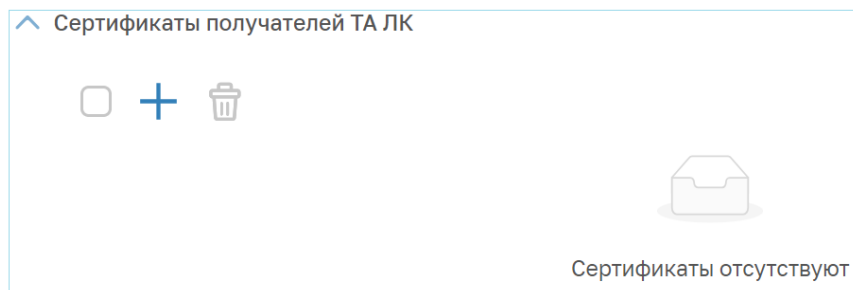 Сертификаты получателей ТА ЛК
Сертификаты отсутствуют